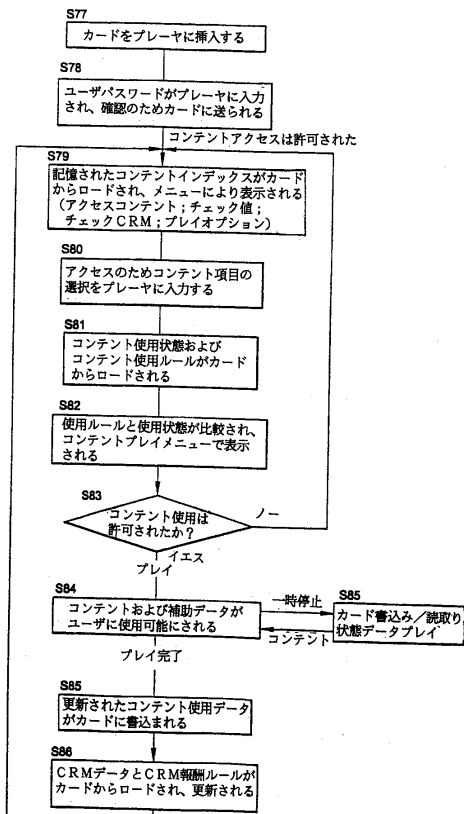 S77
カードをプレーヤに挿入する
S78
ユーザパスワードがプレーヤに入力
され、確認のためカードに送られる
コンテントアクセスは許可された
S79
記憶されたコンテントインデックスがカード
からロードされ、メニューにより表示される
（アクセスコンテント；チェック値；
チェックCRM；プレイオプション）
S80
アクセスのためコンテント項目の
選択をプレーヤに入力する
S81
コンテント使用状態および
コンテント使用ルールがカード
からロードされる
S82
使用ルールと使用状態が比較され、
コンテントプレイメニューで表示
される
S83
コンテント使用は
許可されたか？
ノー
イエス
プレイ
S84
コンテントおよび補助データが
ユーザに使用可能にされる
一時停止
コンテント
S85
カード書込み／読取り
状態データプレイ
プレイ完了
S85
更新されたコンテント使用データ
がカードに書込まれる
S86
CRMデータとCRM報酬ルールが
カードからロードされ、更新される